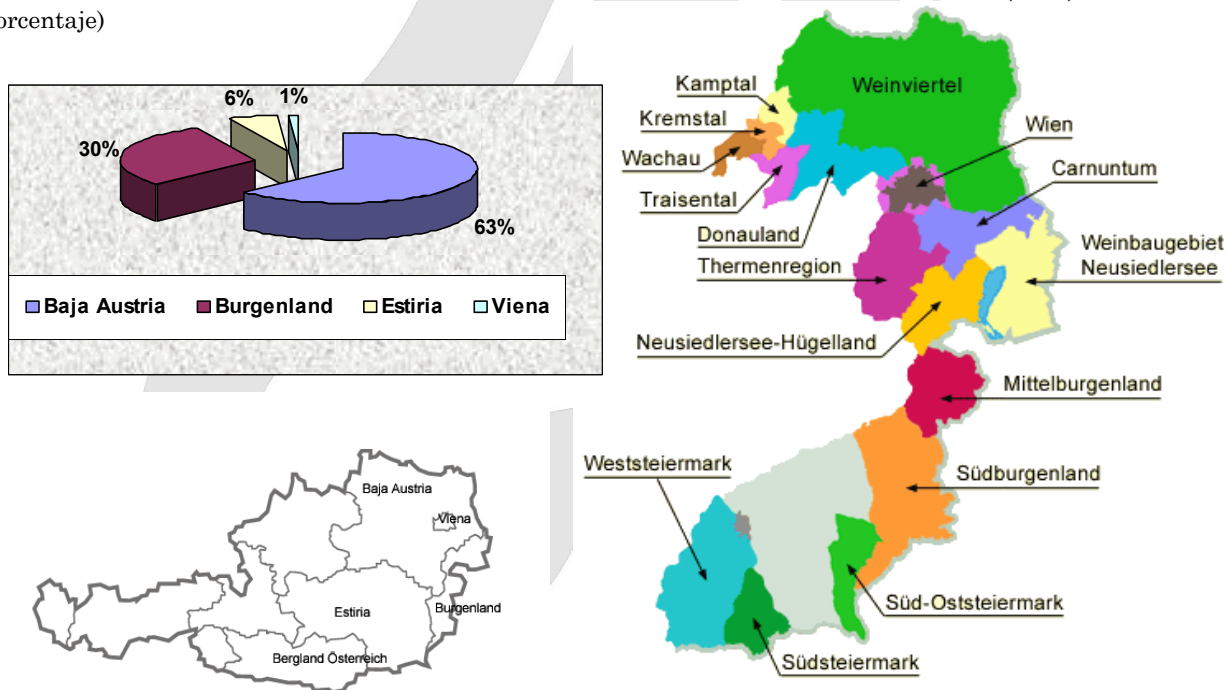 orcentaje)
6%
1%
30%
63%
Baja Austria Burgenland Estiria Viena
Baja Austria
Viena
Estiria
Burgenland
Bergland Österreich
Kamptal
Weinviertel
Kremstal
Wien
Wachau
Carnuntum
Traisental
Donauland
Weinbaugebiet
Neusiedlersee
Thermenregion
Neusiedlersee-Hügelland
Mittelburgenland
Weststeiermark
Südburgenland
Süd-Oststeiermark
Südsteiermark